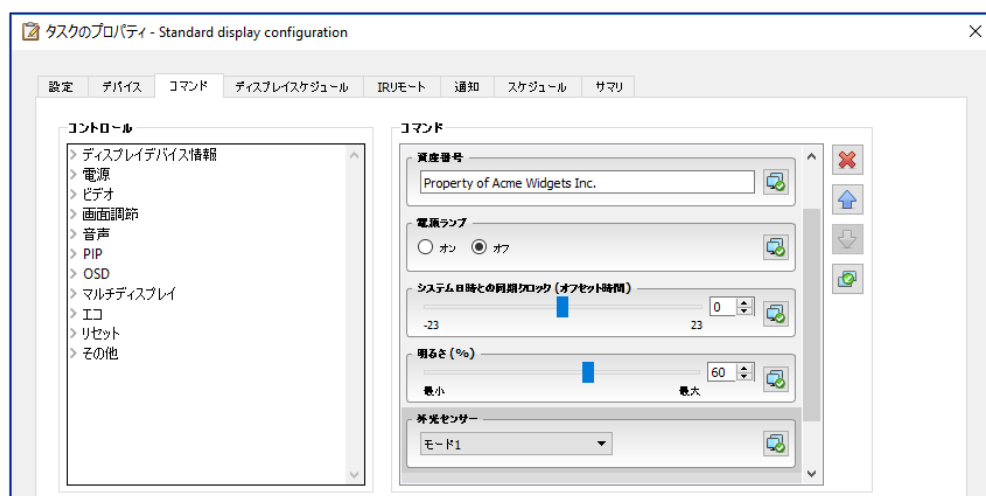 タスクのプロパティ - Standard display configuration
設定 デバイス コマンド ディスプレイスケジュール IRリモート 通知 スケジュール サマリ
コントロール
ディスプレイデバイス情報
電源
ビデオ
画面調節
音声
PIP
OSD
マルチディスプレイ
エコ
リセット
その他
コマンド
資産番号
Property of Acme Widgets Inc.
電源ランプ
オン オフ
システム日時との同期クロック(オフセット時間)
0
-23 23
明るさ(%)
60
最小 最大
外光センサー
モード1